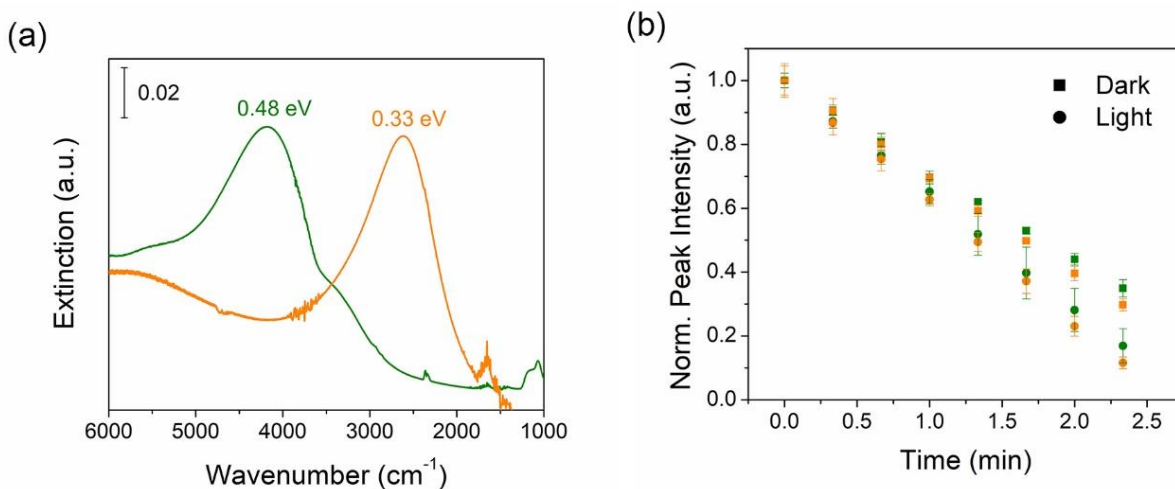 (a)
0.02
0.48 eV
0.33 eV
Extinction (a.u.)
6000 5000 4000 3000 2000 1000
Wavenumber (cm⁻¹)
(b)
Dark
Light
Norm. Peak Intensity (a.u.)
1.0
0.8
0.6
0.4
0.2
0.0
0.0 0.5 1.0 1.5 2.0 2.5
Time (min)